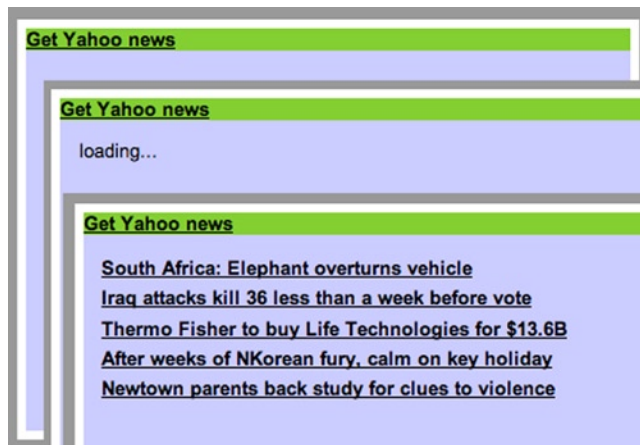 Get Yahoo news
Get Yahoo news
loading...
Get Yahoo news
South Africa: Elephant overturns vehicle
Iraq attacks kill 36 less than a week before vote
Thermo Fisher to buy Life Technologies for $13.6B
After weeks of NKorean fury, calm on key holiday
Newtown parents back study for clues to violence